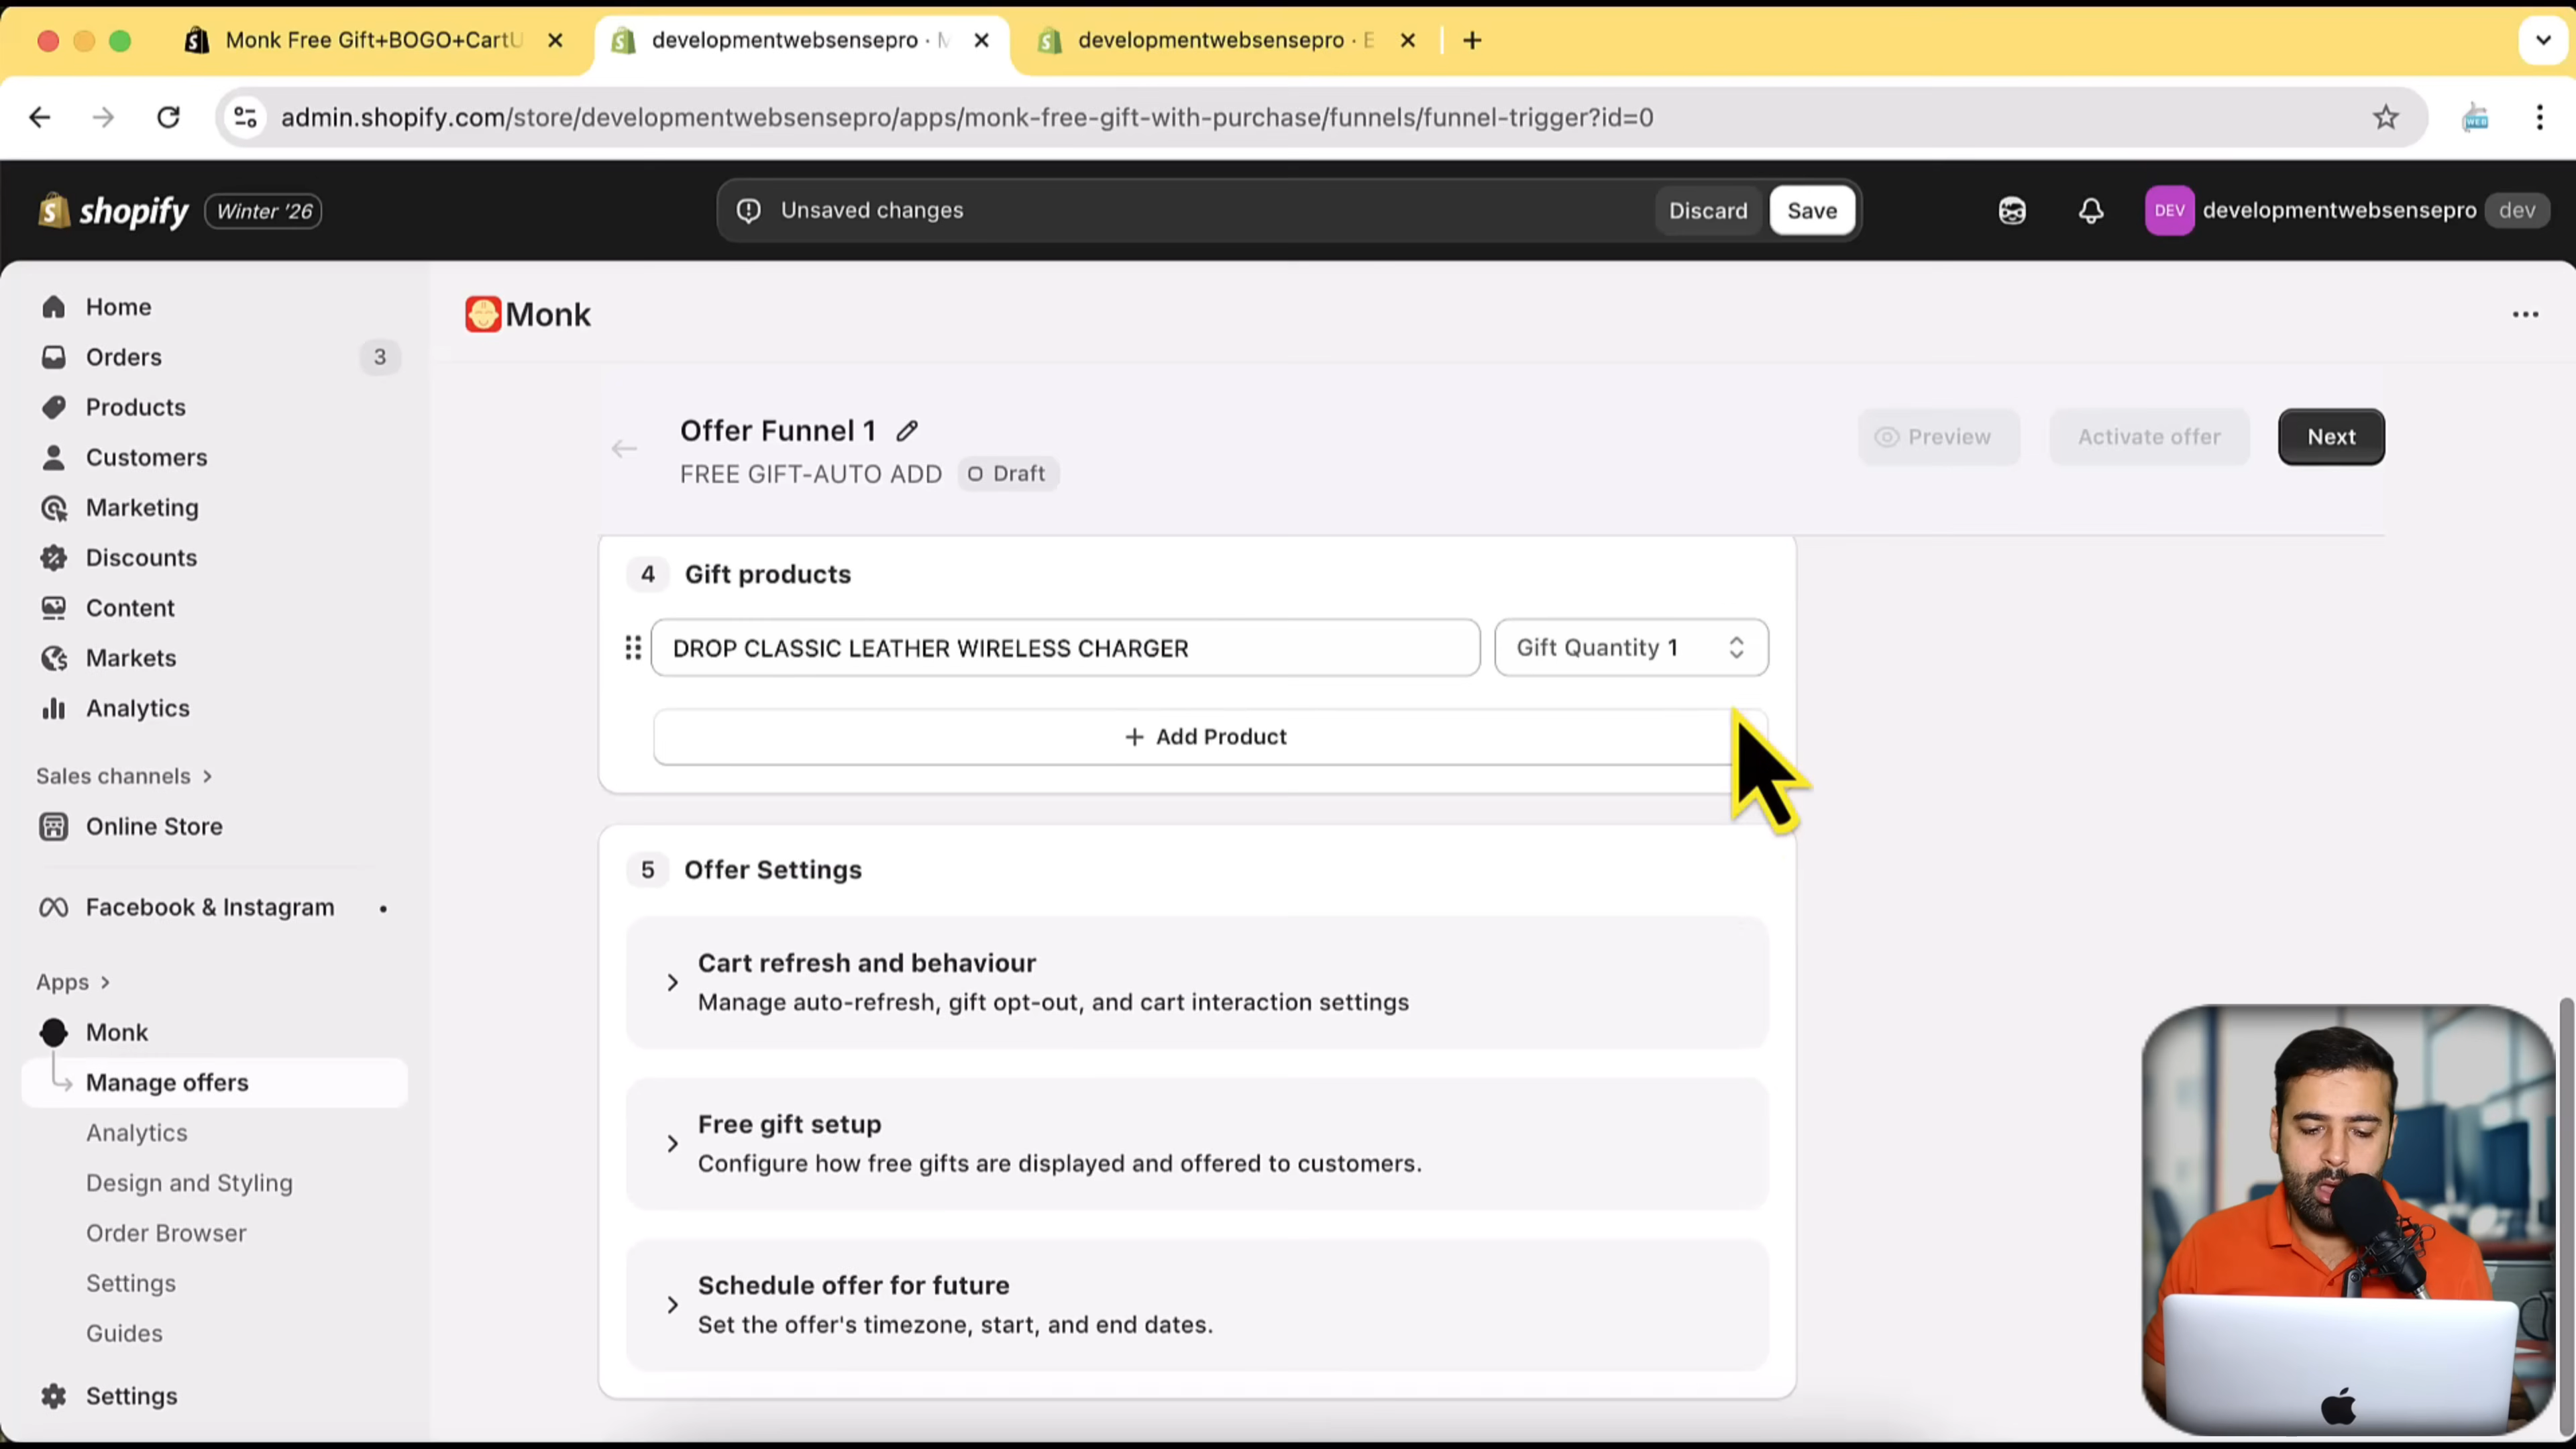 Monk Free Gift+BOGO+CartU
developmentwebsensepro · M
developmentwebsensepro · E
admin.shopify.com/store/developmentwebsensepro/apps/monk-free-gift-with-purchase/funnels/funnel-trigger?id=0
WEB
shopify
Winter '26
Unsaved changes
Discard
Save
DEV
developmentwebsensepro
dev
Home
Orders
3
Products
Customers
Marketing
Discounts
Content
Markets
Analytics
Sales channels
Online Store
Facebook & Instagram
Apps
Monk
Manage offers
Analytics
Design and Styling
Order Browser
Settings
Guides
Settings
Monk
Offer Funnel 1
FREE GIFT-AUTO ADD
Draft
Preview
Activate offer
Next
4 Gift products
DROP CLASSIC LEATHER WIRELESS CHARGER
Gift Quantity 1
+ Add Product
5 Offer Settings
Cart refresh and behaviour
Manage auto-refresh, gift opt-out, and cart interaction settings
Free gift setup
Configure how free gifts are displayed and offered to customers.
Schedule offer for future
Set the offer's timezone, start, and end dates.